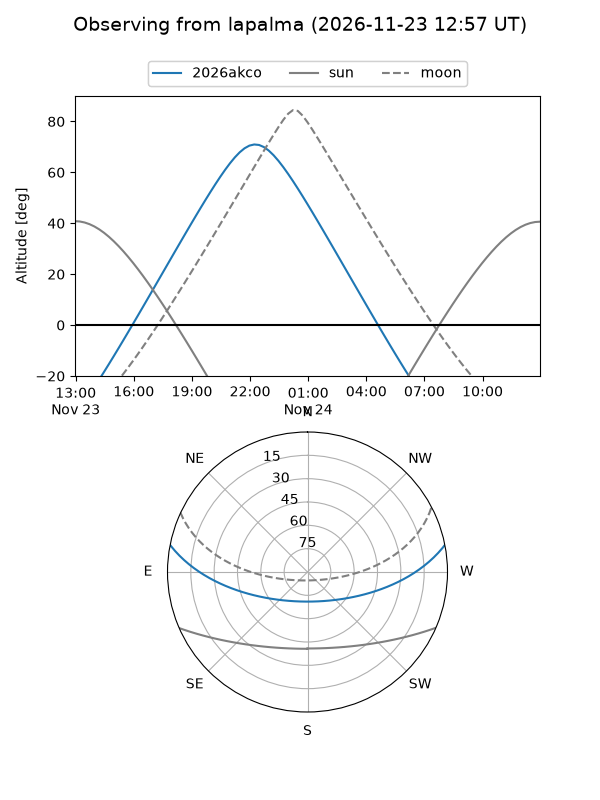 Observing from lapalma (2026-11-23 12:57 UT)
2026akco sun moon
Altitude [deg]
80
60
40
20
0
−20
13:00 16:00 19:00 22:00 01:00 04:00 07:00 10:00
Nov 23 Nov 24
N
NE NW
15
30
45
60
75
E W
SE SW
S